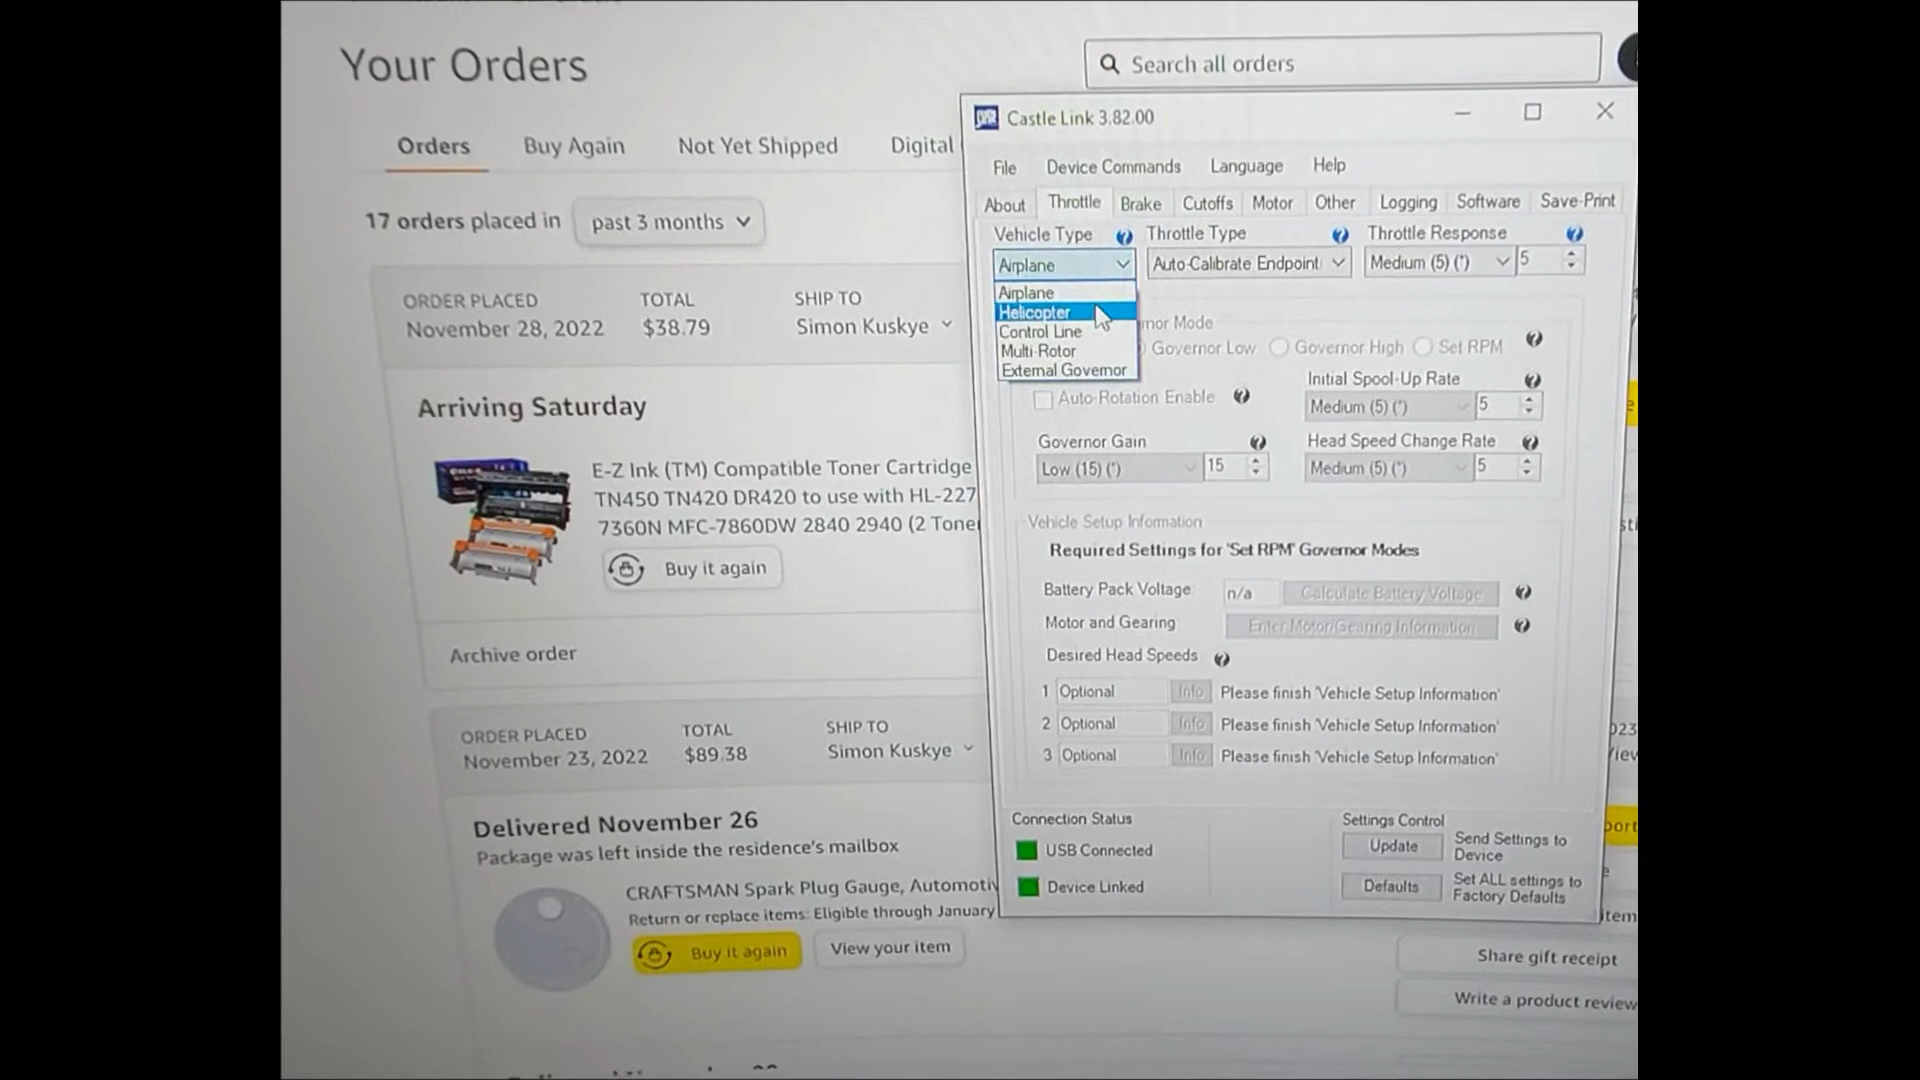 Your Orders
Search all orders
Orders
Buy Again
Not Yet Shipped
Digital
17 orders placed in
past 3 months
ORDER PLACED
November 28, 2022
TOTAL
$38.79
SHIP TO
Simon Kuskye
Arriving Saturday
E-Z Ink (TM) Compatible Toner Cartridge
TN450 TN420 DR420 to use with HL-227
7360N MFC-7860DW 2840 2940 (2 Toner
Buy it again
Archive order
ORDER PLACED
November 23, 2022
TOTAL
$89.38
SHIP TO
Simon Kuskye
Delivered November 26
Package was left inside the residence's mailbox
CRAFTSMAN Spark Plug Gauge, Automotiv
Return or replace items: Eligible through January
Buy it again
View your item
Share gift receipt
Write a product review
Castle Link 3.82.00
File
Device Commands
Language
Help
About
Throttle
Brake
Cutoffs
Motor
Other
Logging
Software
Save-Print
Vehicle Type
Throttle Type
Throttle Response
Airplane
Auto-Calibrate Endpoint
Medium (5) (*)
5
Airplane
Helicopter
Control Line
Multi-Rotor
External Governor
nor Mode
Governor Low
Governor High
Set RPM
Auto-Rotation Enable
Initial Spool-Up Rate
Medium (5) (*)
5
Governor Gain
Low (15) (*)
15
Head Speed Change Rate
Medium (5) (*)
5
Vehicle Setup Information
Required Settings for 'Set RPM' Governor Modes
Battery Pack Voltage
n/a
Calculate Battery Voltage
Motor and Gearing
Enter Motor/Gearing Information
Desired Head Speeds
1 Optional Info Please finish 'Vehicle Setup Information'
2 Optional Info Please finish 'Vehicle Setup Information'
3 Optional Info Please finish 'Vehicle Setup Information'
Connection Status
USB Connected
Device Linked
Settings Control
Update
Send Settings to
Device
Defaults
Set ALL settings to
Factory Defaults